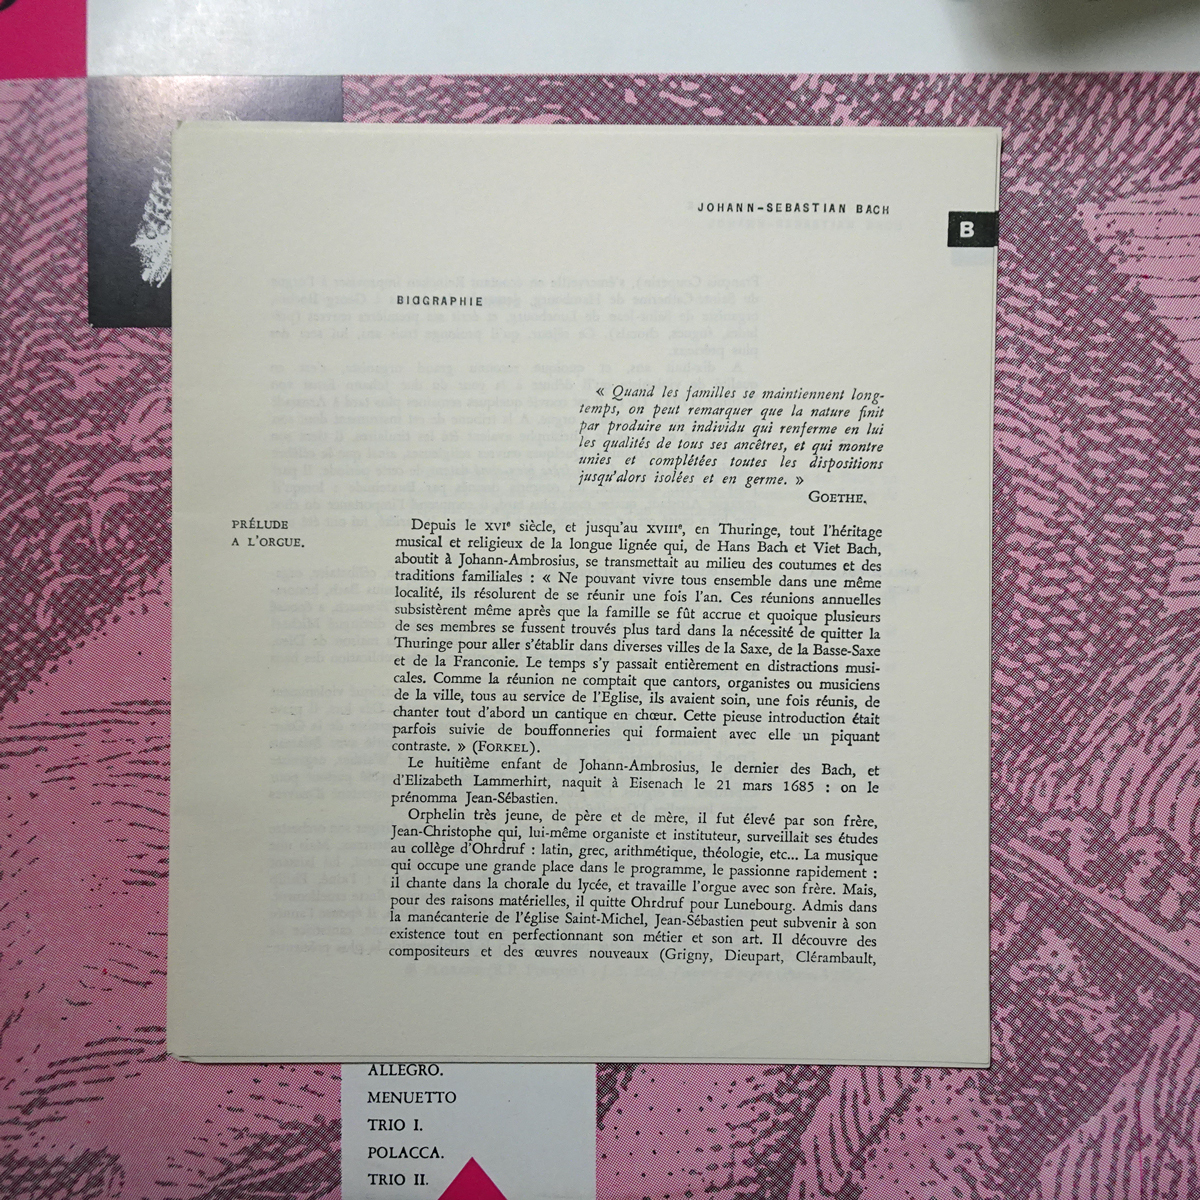 JOHANN-SEBASTIAN BACH
B
BIOGRAPHIE
« Quand les familles se maintiennent long-
temps, on peut remarquer que la nature finit
par produire un individu qui renferme en lui
les qualités de tous ses ancêtres, et qui montre
unies et complétées toutes les dispositions
jusqu'alors isolées et en germe. »
GOETHE.
PRÉLUDE
A L'ORGUE.
Depuis le XVIe siècle, et jusqu'au XVIIIe, en Thuringe, tout l'héritage
musical et religieux de la longue lignée qui, de Hans Bach et Viet Bach,
aboutit à Johann-Ambrosius, se transmettait au milieu des coutumes et des
traditions familiales : « Ne pouvant vivre tous ensemble dans une même
localité, ils résolurent de se réunir une fois l'an. Ces réunions annuelles
subsistèrent même après que la famille se fût accrue et quoique plusieurs
de ses membres se fussent trouvés plus tard dans la nécessité de quitter la
Thuringe pour aller s'établir dans diverses villes de la Saxe, de la Basse-Saxe
et de la Franconie. Le temps s'y passait entièrement en distractions musi-
cales. Comme la réunion ne comptait que cantors, organistes ou musiciens
de la ville, tous au service de l'Eglise, ils avaient soin, une fois réunis, de
chanter tout d'abord un cantique en chœur. Cette pieuse introduction était
parfois suivie de bouffonneries qui formaient avec elle un piquant
contraste. » (FORKEL).
Le huitième enfant de Johann-Ambrosius, le dernier des Bach, et
d'Elizabeth Lammerhirt, naquit à Eisenach le 21 mars 1685 : on le
prénomma Jean-Sébastien.
Orphelin très jeune, de père et de mère, il fut élevé par son frère,
Jean-Christophe qui, lui-même organiste et instituteur, surveillait ses études
au collège d'Ohrdruf : latin, grec, arithmétique, théologie, etc... La musique
qui occupe une grande place dans le programme, le passionne rapidement :
il chante dans la chorale du lycée, et travaille l'orgue avec son frère. Mais,
pour des raisons matérielles, il quitte Ohrdruf pour Lunebourg. Admis dans
la manécanterie de l'église Saint-Michel, Jean-Sébastien peut subvenir à son
existence tout en perfectionnant son métier et son art. Il découvre des
compositeurs et des œuvres nouveaux (Grigny, Dieupart, Clérambault,
ALLEGRO.
MENUETTO
TRIO I.
POLACCA.
TRIO II.